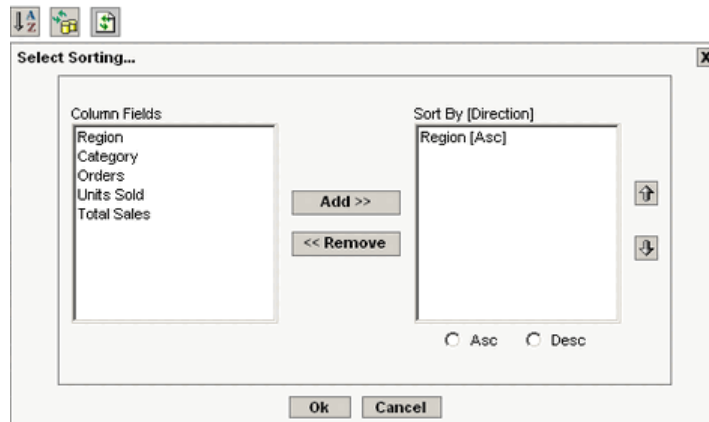 A
Z
Select Sorting...
X
Column Fields
Region
Category
Orders
Units Sold
Total Sales
Add >>
<< Remove
Sort By [Direction]
Region [Asc]
Asc
Desc
Ok
Cancel